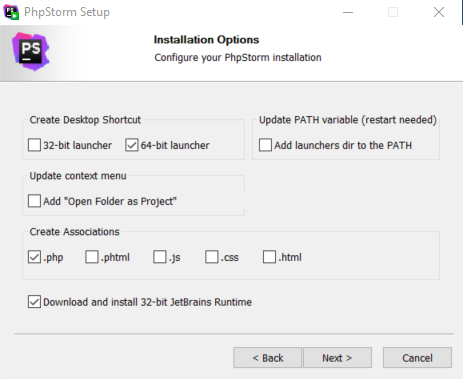 PhpStorm Setup
PS
Installation Options
Configure your PhpStorm installation
Create Desktop Shortcut
32-bit launcher
64-bit launcher
Update PATH variable (restart needed)
Add launchers dir to the PATH
Update context menu
Add "Open Folder as Project"
Create Associations
.php .phtml .js .css .html
Download and install 32-bit JetBrains Runtime
< Back Next > Cancel